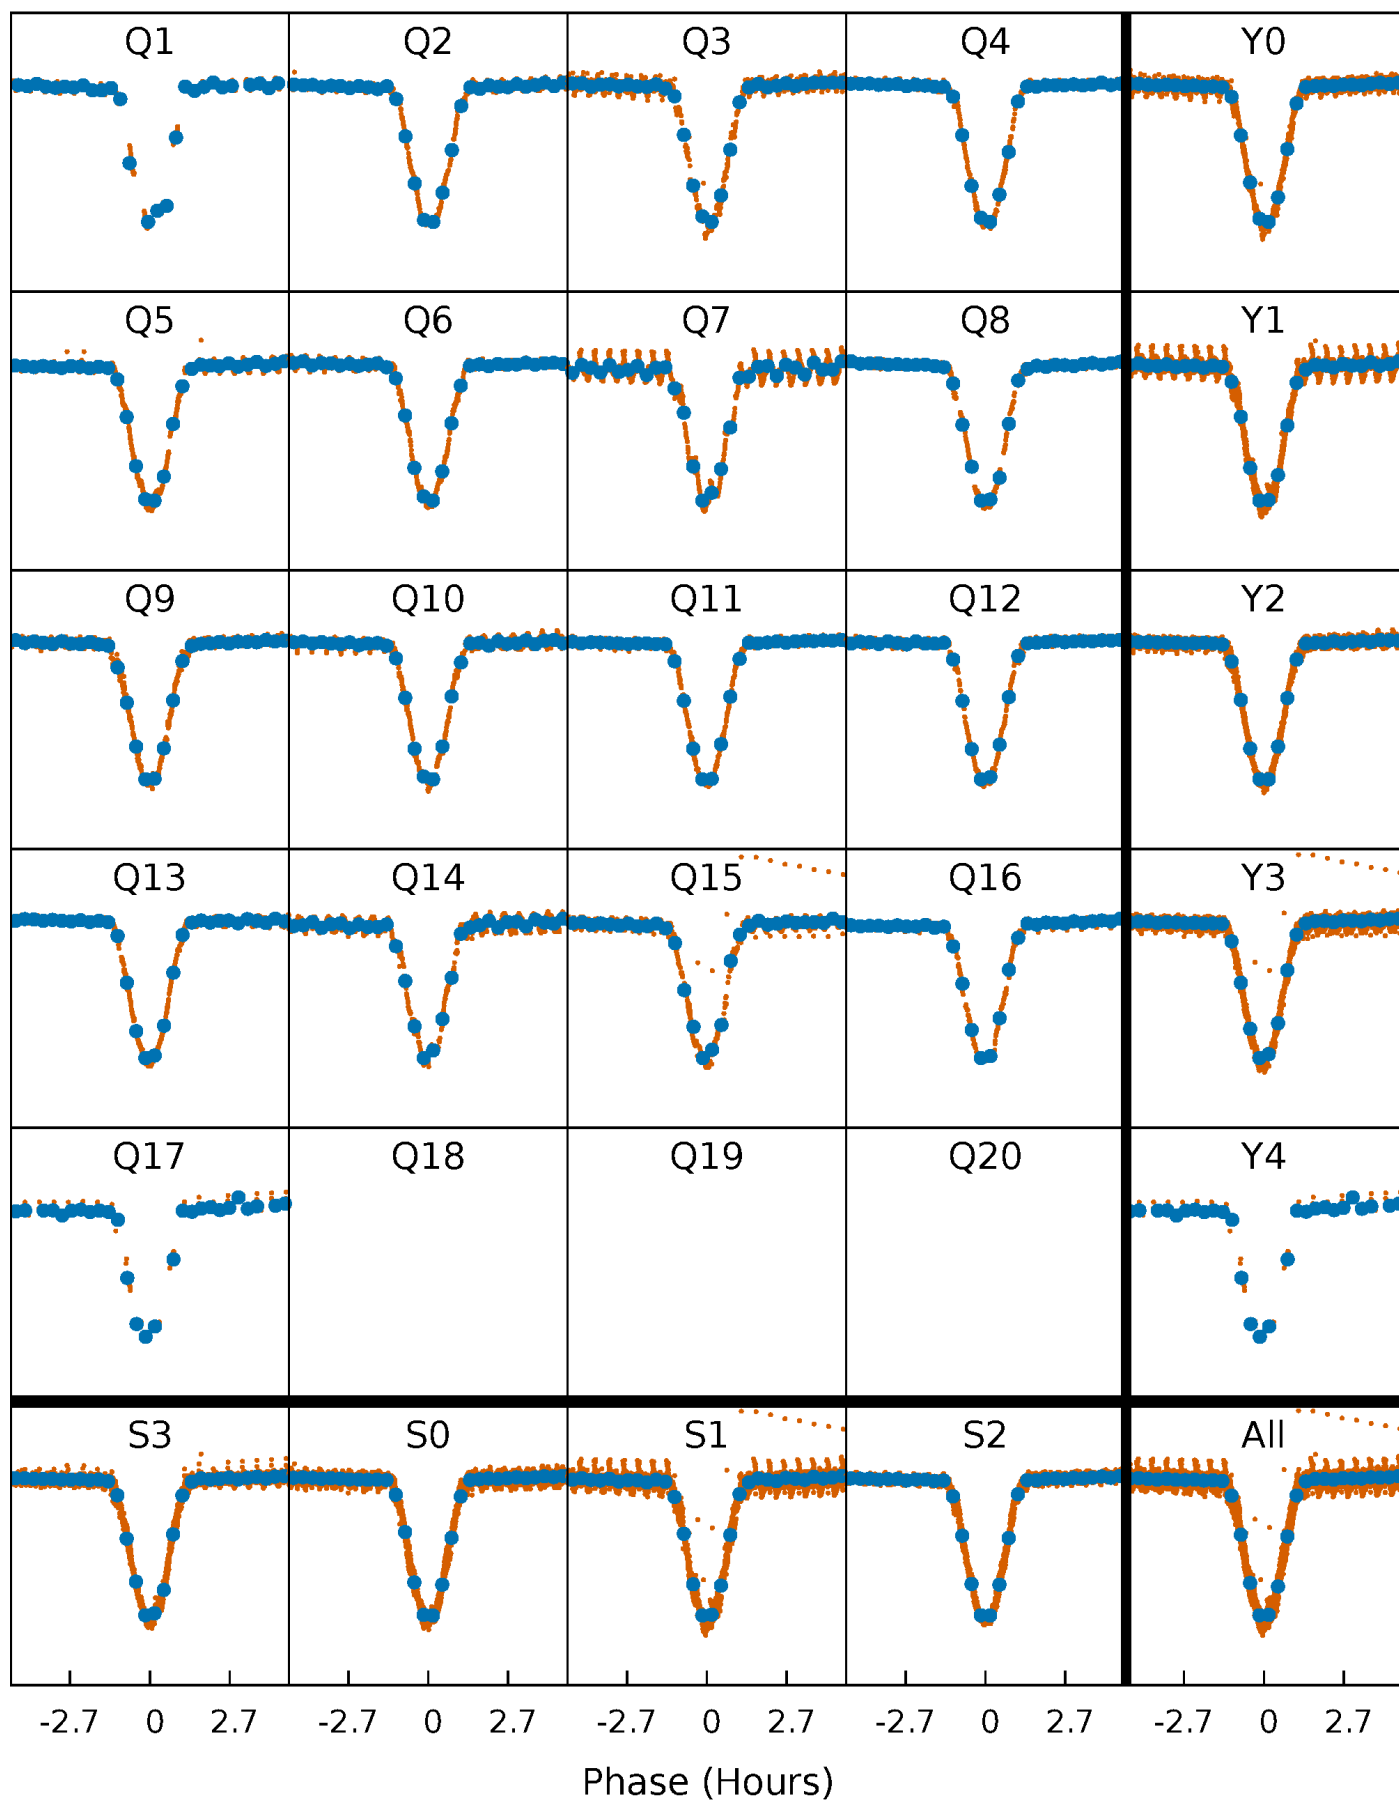 Q1 Q2 Q3 Q4 Y0
Q5 Q6 Q7 Q8 Y1
Q9 Q10 Q11 Q12 Y2
Q13 Q14 Q15 Q16 Y3
Q17 Q18 Q19 Q20 Y4
S3 S0 S1 S2 All
-2.7 0 2.7 -2.7 0 2.7 -2.7 0 2.7 -2.7 0 2.7 -2.7 0 2.7
Phase (Hours)